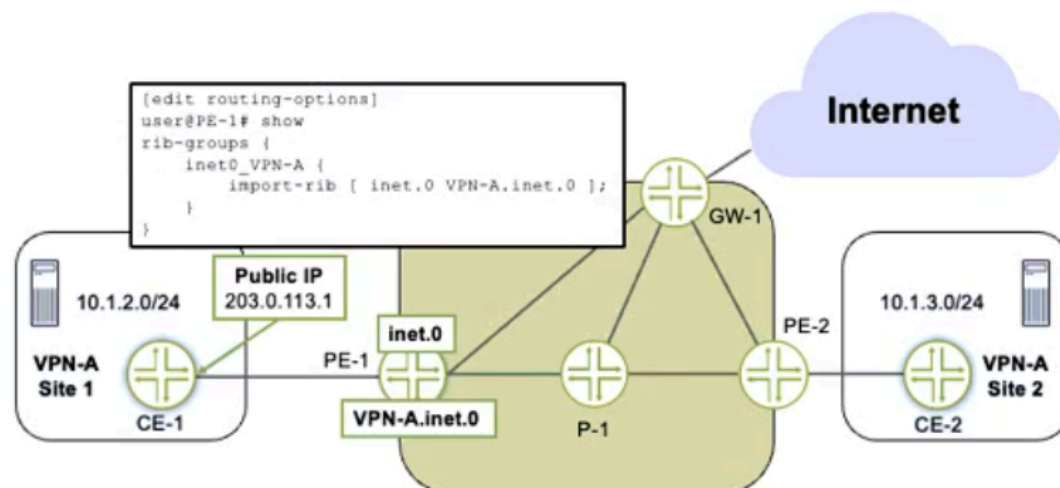 [edit routing-options]
user@PE-1# show
rib-groups {
    inet0_VPN-A {
        import-rib [ inet.0 VPN-A.inet.0 ];
    }
}
Internet
GW-1
Public IP
203.0.113.1
10.1.2.0/24
VPN-A
Site 1
CE-1
PE-1
inet.0
VPN-A.inet.0
P-1
PE-2
10.1.3.0/24
VPN-A
Site 2
CE-2